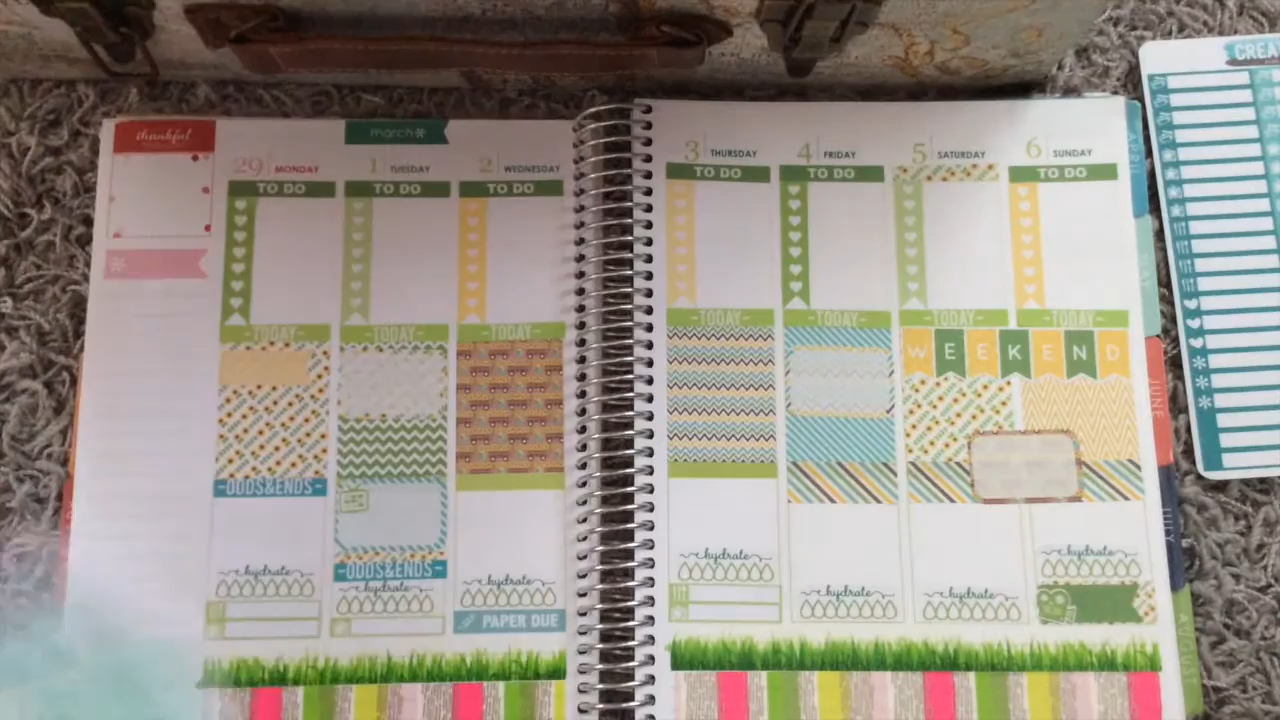 CREA
thankful
march*
29 MONDAY
1 TUESDAY
2 WEDNESDAY
3 THURSDAY
4 FRIDAY
5 SATURDAY
6 SUNDAY
TO DO
TO DO
TO DO
TO DO
TO DO
TO DO
-TODAY-
-TODAY-
-TODAY-
-TODAY-
-TODAY-
-TODAY-
-TODAY-
WEEKEND
-ODDS&ENDS-
-ODDS&ENDS-
hydrate
hydrate
hydrate
hydrate
hydrate
hydrate
hydrate
PAPER DUE
APRIL
JUNE
JULY
AUGUST